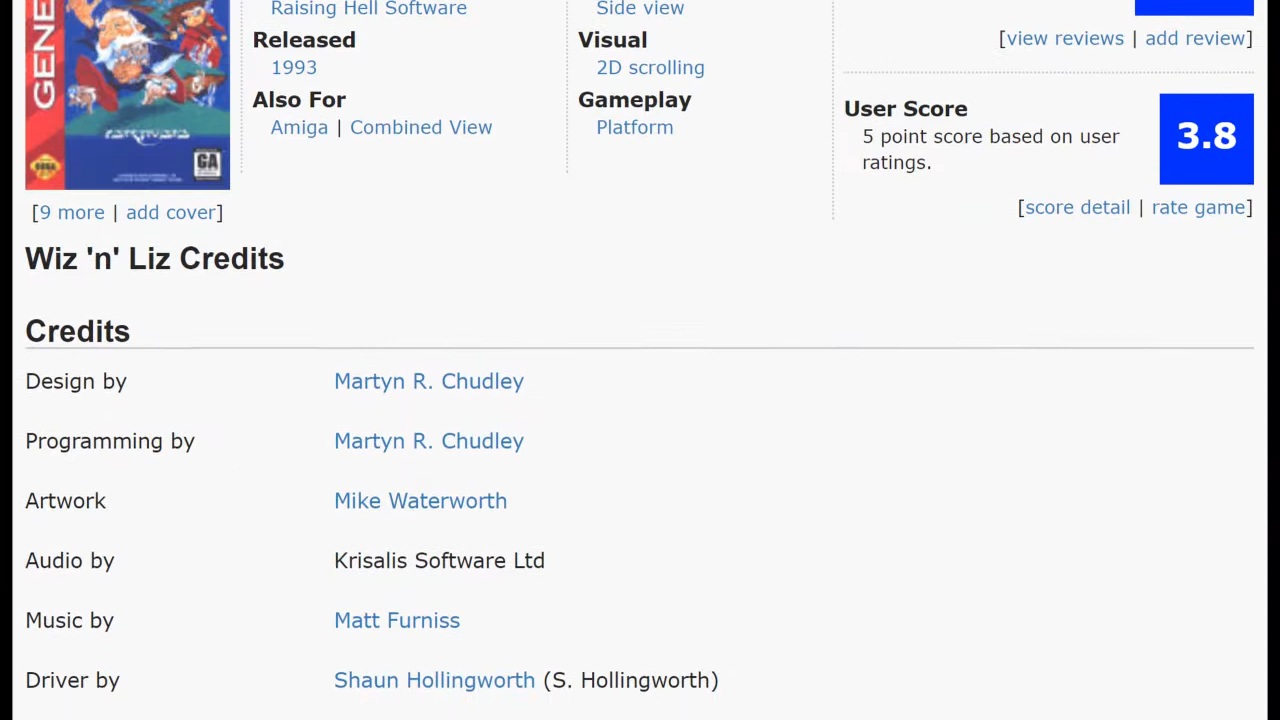 GENE
Raising Hell Software
Released
1993
Also For
Amiga | Combined View
Side view
Visual
2D scrolling
Gameplay
Platform
[view reviews | add review]
User Score
5 point score based on user
ratings.
3.8
[score detail | rate game]
SEGA
GA
[9 more | add cover]
Wiz 'n' Liz Credits
Credits
Design by Martyn R. Chudley
Programming by Martyn R. Chudley
Artwork Mike Waterworth
Audio by Krisalis Software Ltd
Music by Matt Furniss
Driver by Shaun Hollingworth (S. Hollingworth)